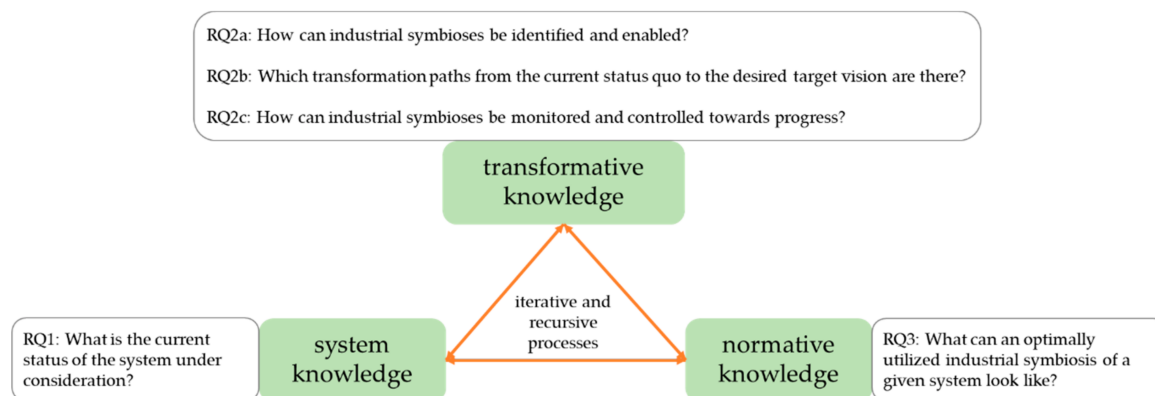 RQ2a: How can industrial symbioses be identified and enabled?
RQ2b: Which transformation paths from the current status quo to the desired target vision are there?
RQ2c: How can industrial symbioses be monitored and controlled towards progress?
transformative
knowledge
iterative and
recursive
processes
RQ1: What is the current
status of the system under
consideration?
system
knowledge
normative
knowledge
RQ3: What can an optimally
utilized industrial symbiosis of a
given system look like?